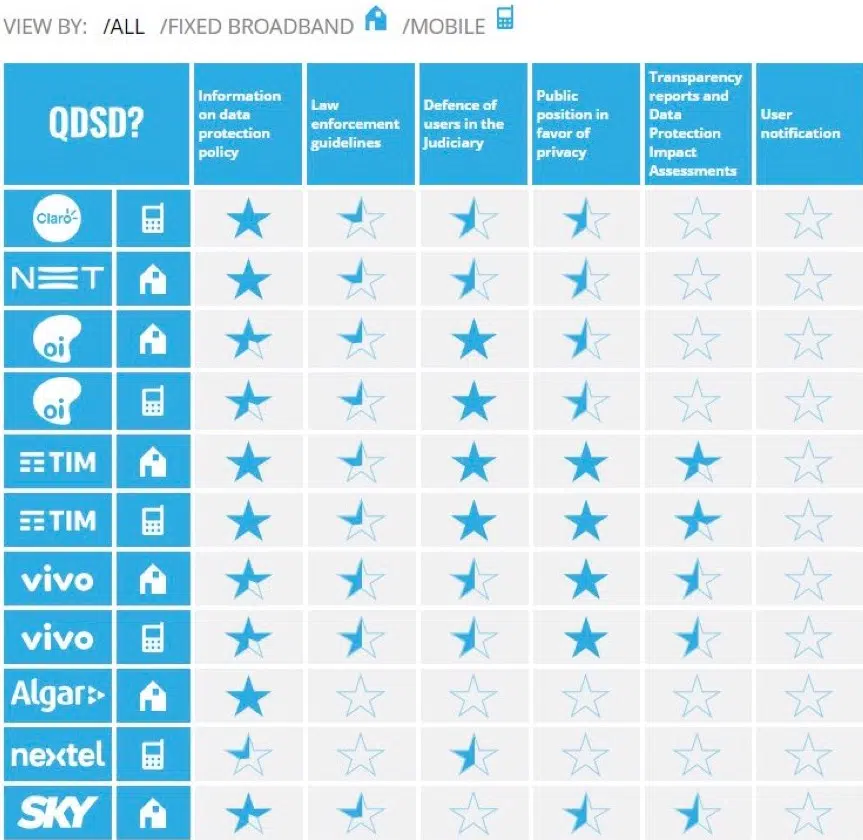 VIEW BY: /ALL /FIXED BROADBAND /MOBILE
QDSD?
Information
on data
protection
policy
Law
enforcement
guidelines
Defence of
users in the
Judiciary
Public
position in
favor of
privacy
Transparency
reports and
Data
Protection
Impact
Assessments
User
notification
Claro
NET
oi
oi
TIM
TIM
vivo
vivo
Algar
nextel
SKY